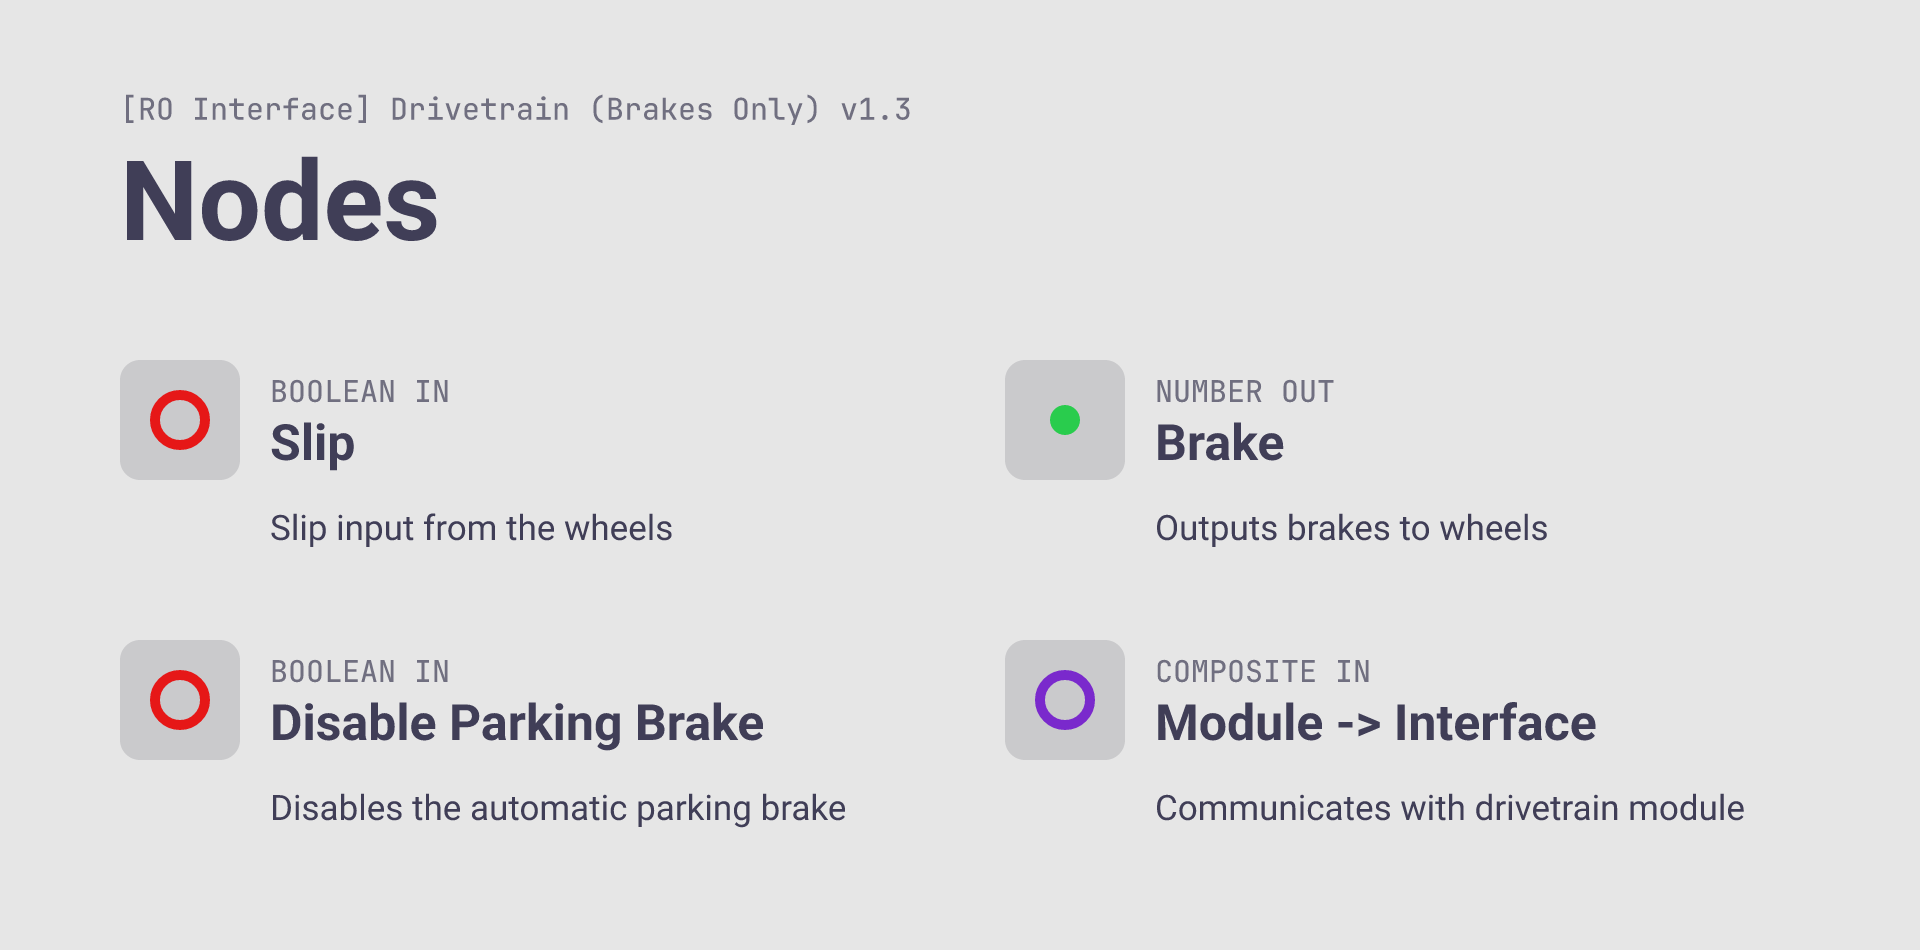 [RO Interface] Drivetrain (Brakes Only) v1.3
Nodes
BOOLEAN IN
Slip
Slip input from the wheels
NUMBER OUT
Brake
Outputs brakes to wheels
BOOLEAN IN
Disable Parking Brake
Disables the automatic parking brake
COMPOSITE IN
Module -> Interface
Communicates with drivetrain module